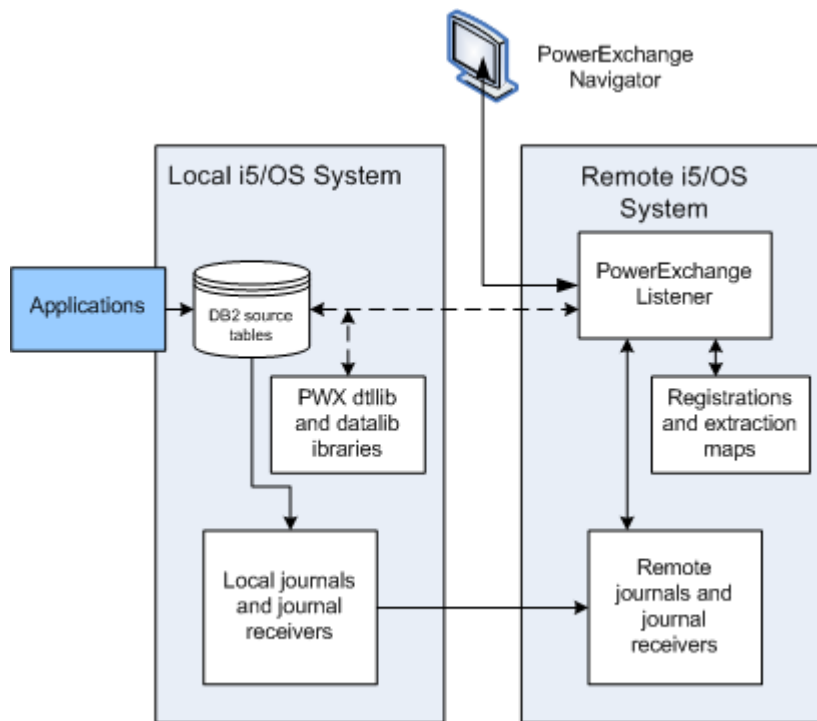 PowerExchange
Navigator
Local i5/OS System
Remote i5/OS
System
Applications
DB2 source
tables
PowerExchange
Listener
PWX dtllib
and datalib
ibraries
Registrations
and extraction
maps
Local journals
and journal
receivers
Remote
journals and
journal
receivers